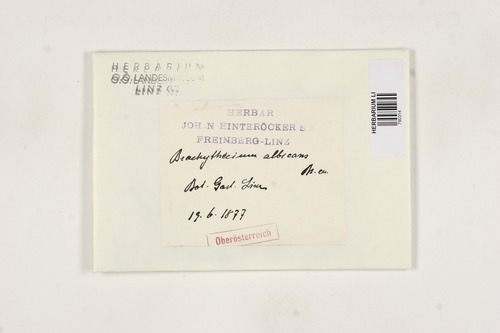 HERBARIUM
O.Ö. LANDESMUSEUM
LINZ
HERBARIUM LI
HERBAR
JOH N HINTERÖCKER S
FREINBERG-LINZ
Brachythecium albicans
Bot. Gart. Linz
19. 6. 1877
Oberösterreich